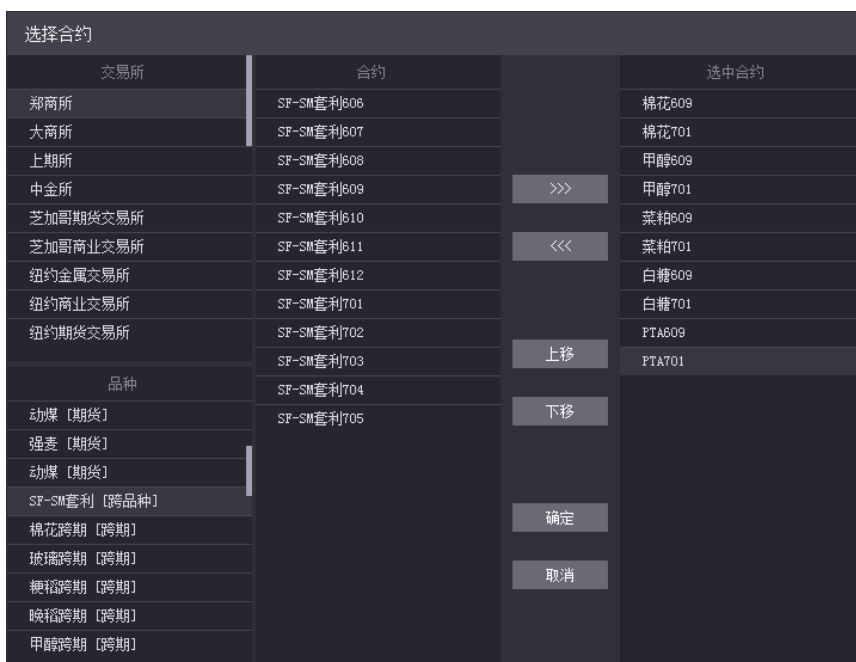 选择合约
交易所
郑商所
大商所
上期所
中金所
芝加哥期货交易所
芝加哥商业交易所
纽约金属交易所
纽约商业交易所
纽约期货交易所
品种
动煤 [期货]
强麦 [期货]
动煤 [期货]
SF-SM套利 [跨品种]
棉花跨期 [跨期]
玻璃跨期 [跨期]
粳稻跨期 [跨期]
晚稻跨期 [跨期]
甲醇跨期 [跨期]
合约
SF-SM套利606
SF-SM套利607
SF-SM套利608
SF-SM套利609
SF-SM套利610
SF-SM套利611
SF-SM套利612
SF-SM套利701
SF-SM套利702
SF-SM套利703
SF-SM套利704
SF-SM套利705
>>>
<<<
上移
下移
确定
取消
选中合约
棉花609
棉花701
甲醇609
甲醇701
菜粕609
菜粕701
白糖609
白糖701
PTA609
PTA701